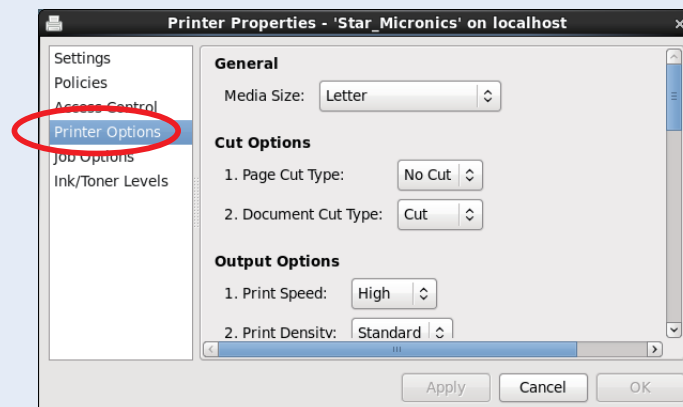 Printer Properties - 'Star_Micronics' on localhost
Settings
Policies
Access Control
Printer Options
Job Options
Ink/Toner Levels
General
Media Size: Letter
Cut Options
1. Page Cut Type: No Cut
2. Document Cut Type: Cut
Output Options
1. Print Speed: High
2. Print Density: Standard
Apply Cancel OK